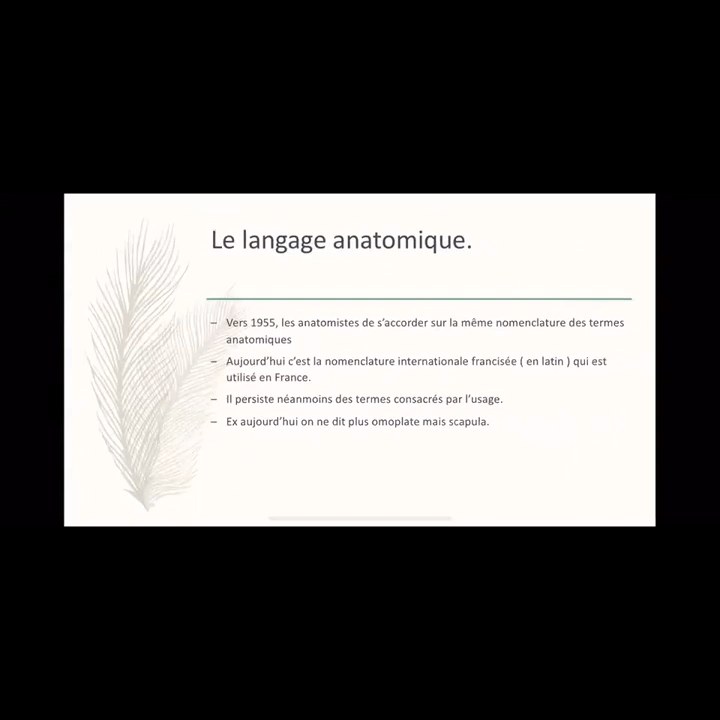 Le langage anatomique.
– Vers 1955, les anatomistes de s’accorder sur la même nomenclature des termes
anatomiques
– Aujourd’hui c’est la nomenclature internationale francisée ( en latin ) qui est
utilisé en France.
– Il persiste néanmoins des termes consacrés par l’usage.
– Ex aujourd’hui on ne dit plus omoplate mais scapula.